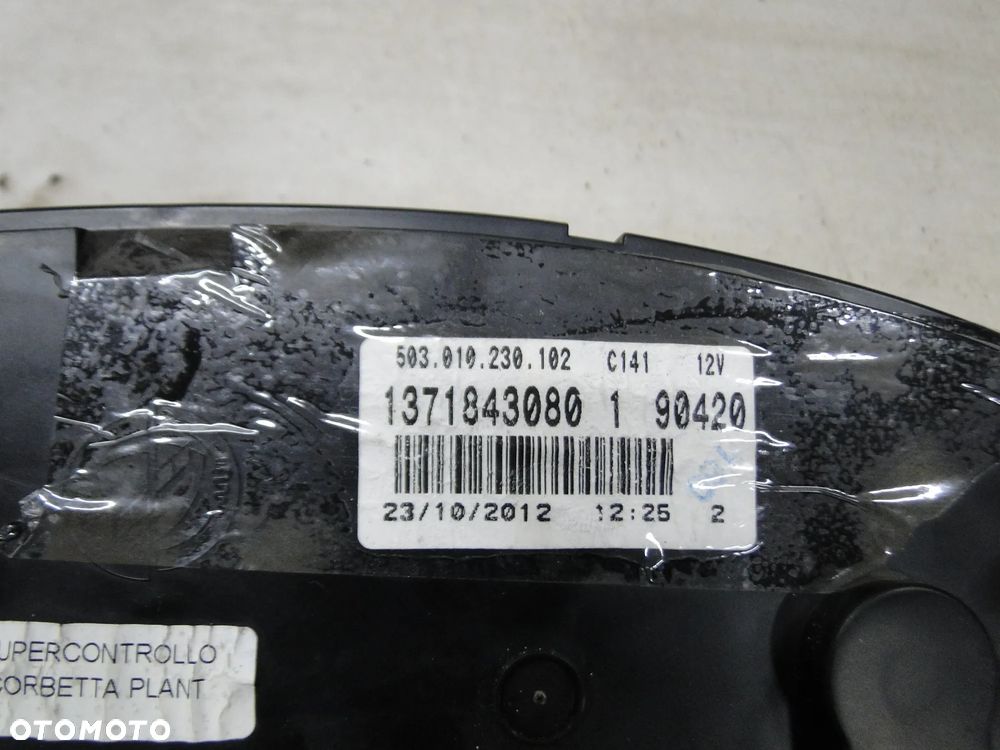 503.010.230.102 C141 12V
1371843080 1 90420
23/10/2012 12:25 2
UPERCONTROLLO
CORBETTA PLANT
OTOMOTO